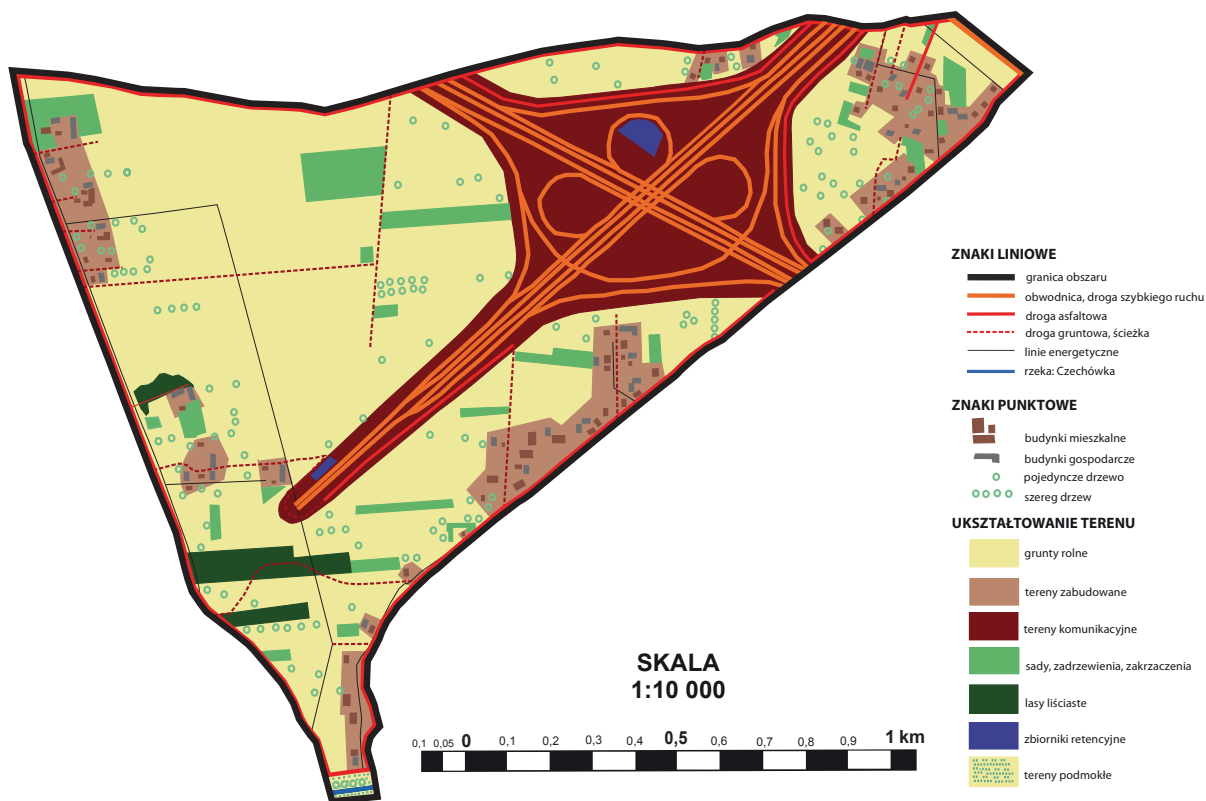 ZNAKI LINIOWE
granica obszaru
obwodnica, droga szybkiego ruchu
droga asfaltowa
droga gruntowa, ścieżka
linie energetyczne
rzeka: Czechówka
ZNAKI PUNKTOWE
budynki mieszkalne
budynki gospodarcze
pojedyncze drzewo
szereg drzew
UKSZTAŁTOWANIE TERENU
grunty rolne
tereny zabudowane
tereny komunikacyjne
sady, zadrzewienia, zakrzaczenia
lasy liściaste
zbiorniki retencyjne
tereny podmokłe
SKALA
1:10 000
0,1 0,05 0 0,1 0,2 0,3 0,4 0,5 0,6 0,7 0,8 0,9 1 km